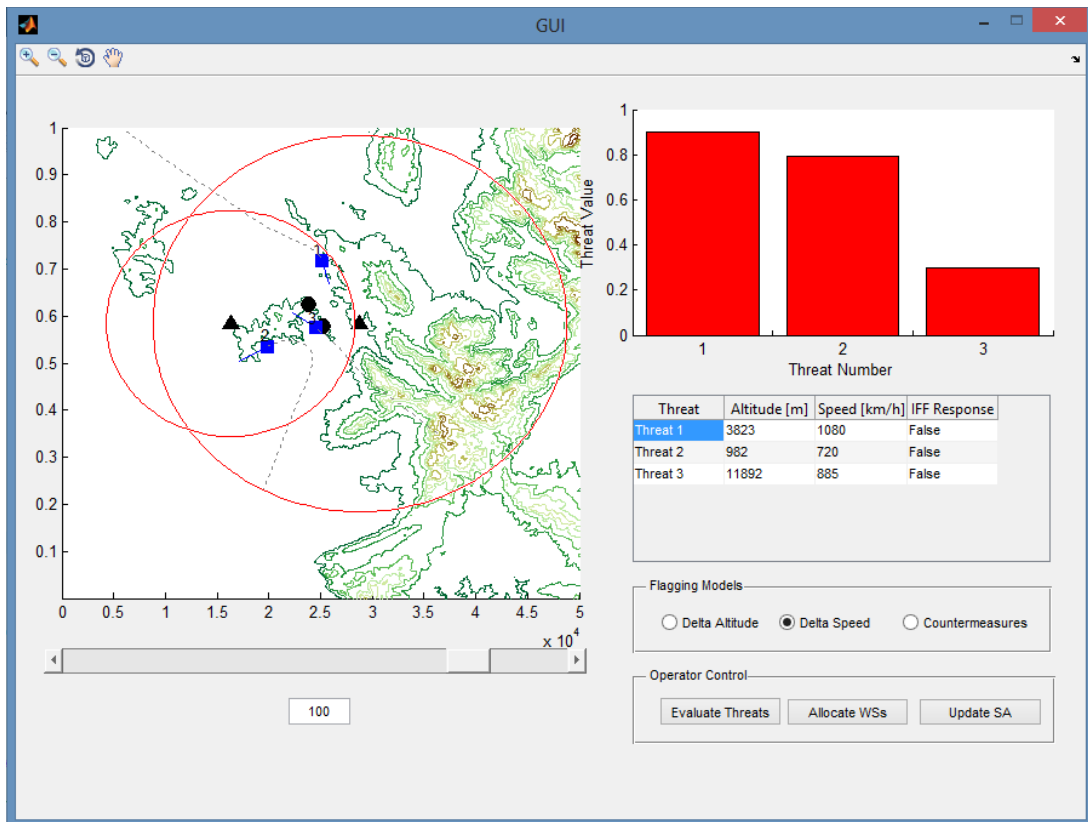 GUI
1
0.9
0.8
0.7
0.6
0.5
0.4
0.3
0.2
0.1
0 0.5 1 1.5 2 2.5 3 3.5 4 4.5 5
x 10^4
2
100
1
0.8
0.6
0.4
0.2
0
Threat Value
1 2 3
Threat Number
Threat Altitude [m] Speed [km/h] IFF Response
Threat 1 3823 1080 False
Threat 2 982 720 False
Threat 3 11892 885 False
Flagging Models
Delta Altitude Delta Speed Countermeasures
Operator Control
Evaluate Threats Allocate WSs Update SA